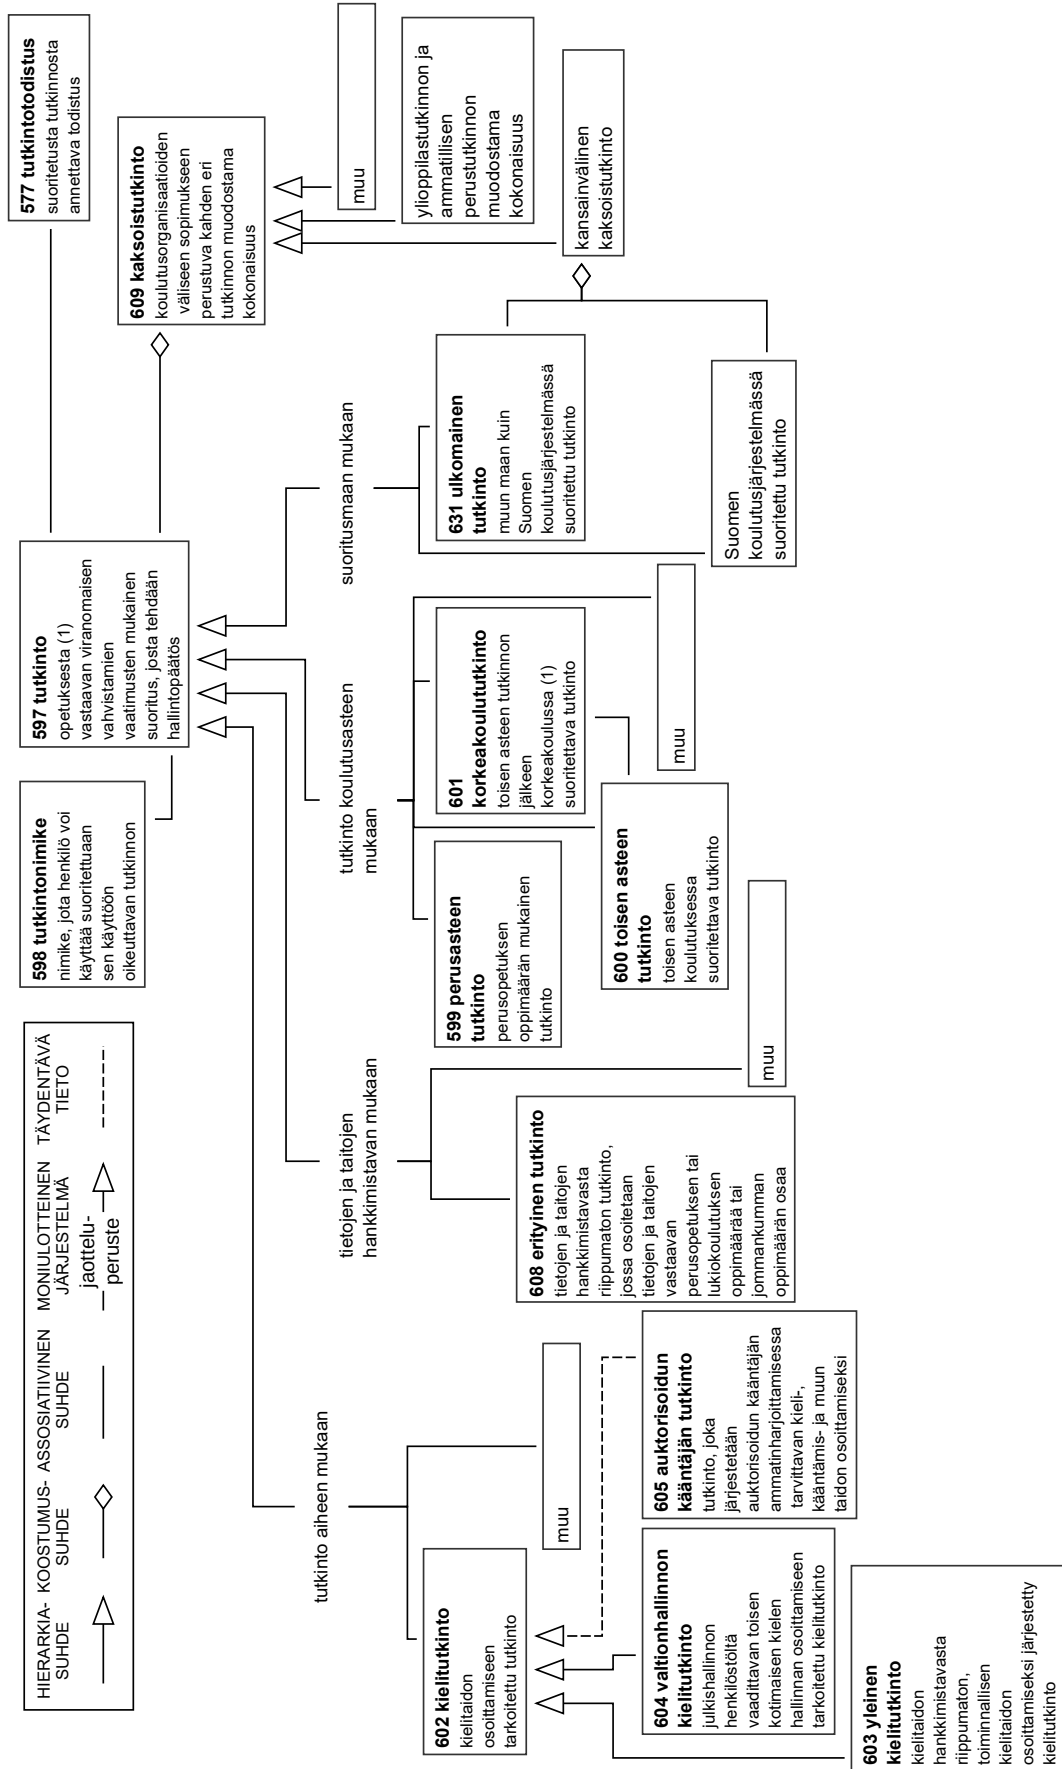 HIERARKIA-
SUHDE
KOOSTUMUS-
SUHDE
ASSOSIATIIVINEN
SUHDE
MONIULOTTEINEN
JÄRJESTELMÄ
jaottelu-
peruste
TÄYDENTÄVÄ
TIETO
598 tutkintonimike
nimike, jota henkilö voi
käyttää suoritettuaan
sen käyttöön
oikeuttavan tutkinnon
597 tutkinto
opetuksesta (1)
vastaavan viranomaisen
vahvistamien
vaatimusten mukainen
suoritus, josta tehdään
hallintopäätös
577 tutkintotodistus
suoritetusta tutkinnosta
annettava todistus
609 kaksoistutkinto
koulutusorganisaatioiden
väliseen sopimukseen
perustuva kahden eri
tutkinnon muodostama
kokonaisuus
muu
ylioppilastutkinnon ja
ammatillisen
perustutkinnon
muodostama
kokonaisuus
kansainvälinen
kaksoistutkinto
tutkinto aiheen mukaan
tietojen ja taitojen
hankkimistavan mukaan
tutkinto koulutusasteen
mukaan
suoritusmaan mukaan
602 kielitutkinto
kielitaidon
osoittamiseen
tarkoitettu tutkinto
muu
608 erityinen tutkinto
tietojen ja taitojen
hankkimistavasta
riippumaton tutkinto,
jossa osoitetaan
tietojen ja taitojen
vastaavan
perusopetuksen tai
lukiokoulutuksen
oppimäärää tai
jommankumman
oppimäärän osaa
muu
599 perusasteen
tutkinto
perusopetuksen
oppimäärän mukainen
tutkinto
601
korkeakoulututkinto
toisen asteen tutkinnon
jälkeen
korkeakoulussa (1)
suoritettava tutkinto
600 toisen asteen
tutkinto
toisen asteen
koulutuksessa
suoritettava tutkinto
muu
631 ulkomainen
tutkinto
muun maan kuin
Suomen
koulutusjärjestelmässä
suoritettu tutkinto
Suomen
koulutusjärjestelmässä
suoritettu tutkinto
604 valtionhallinnon
kielitutkinto
julkishallinnon
henkilöstöltä
vaadittavan toisen
kotimaisen kielen
hallinnan osoittamiseen
tarkoitettu kielitutkinto
605 auktorisoidun
kääntäjän tutkinto
tutkinto, joka
järjestetään
auktorisoidun kääntäjän
ammatinharjoittamisessa
tarvittavan kieli-,
kääntämis- ja muun
taidon osoittamiseksi
603 yleinen
kielitutkinto
kielitaidon
hankkimistavasta
riippumaton,
toiminnallisen
kielitaidon
osoittamiseksi järjestetty
kielitutkinto